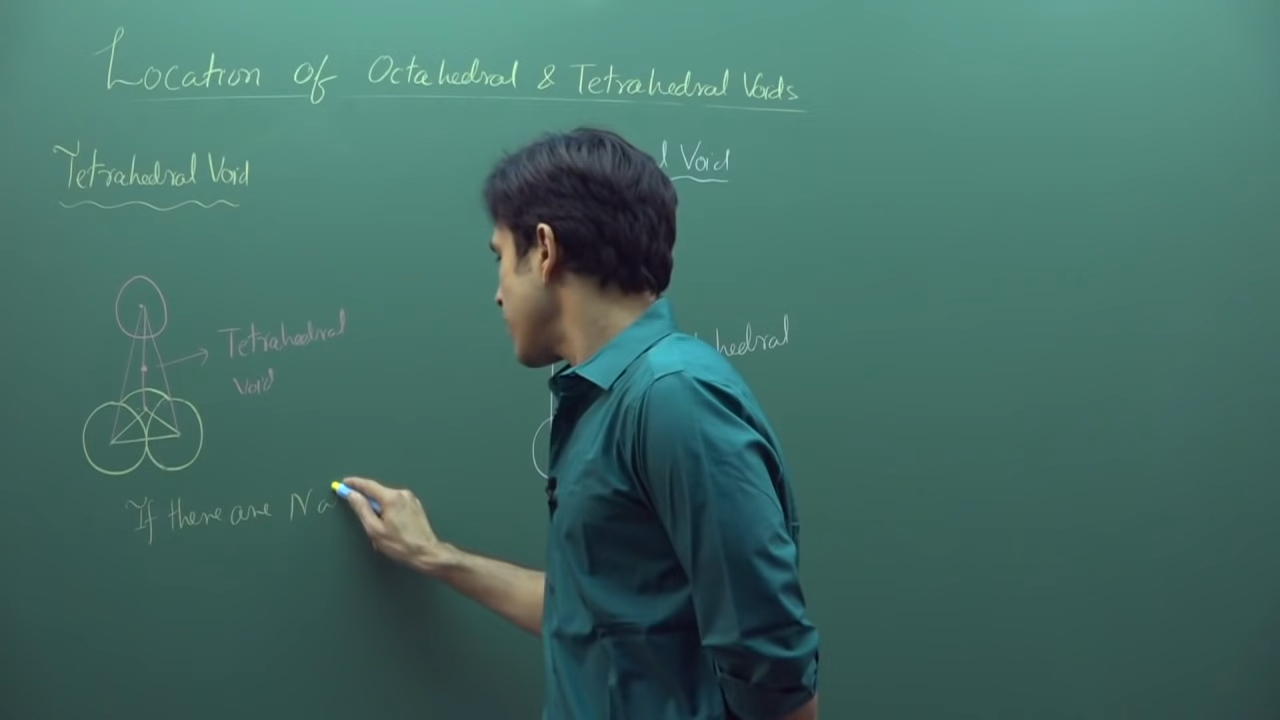 Location of Octahedral & Tetrahedral Voids
Tetrahedral Void
d Void
Tetrahedral
Void
hedral
If there are N a